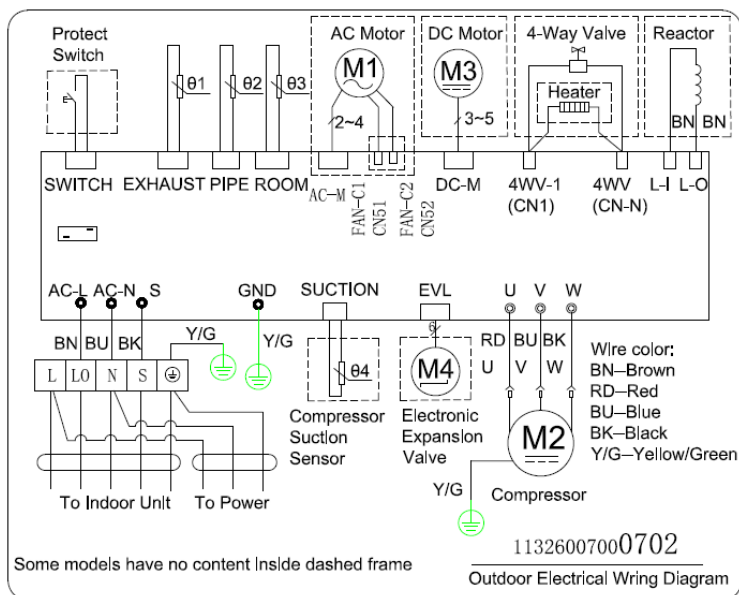 Protect
Switch
AC Motor
DC Motor
4-Way Valve
Reactor
θ1
θ2
θ3
M1
M3
Heater
2~4
3~5
BN
BN
SWITCH
EXHAUST
PIPE
ROOM
AC-M
FAN-C1
CN51
FAN-C2
CN52
DC-M
4WV-1
(CN1)
4WV
(CN-N)
L-I
L-O
AC-L
AC-N
S
GND
SUCTION
EVL
U
V
W
BN
BU
BK
Y/G
Y/G
6
RD
BU
BK
U
V
W
L
LO
N
S
θ4
M4
M2
Wire color:
BN-Brown
RD-Red
BU-Blue
BK-Black
Y/G-Yellow/Green
Compressor
Suction
Sensor
Electronic
Expansion
Valve
Y/G
Compressor
To Indoor Unit
To Power
11326007000702
Some models have no content inside dashed frame
Outdoor Electrical Wiring Diagram